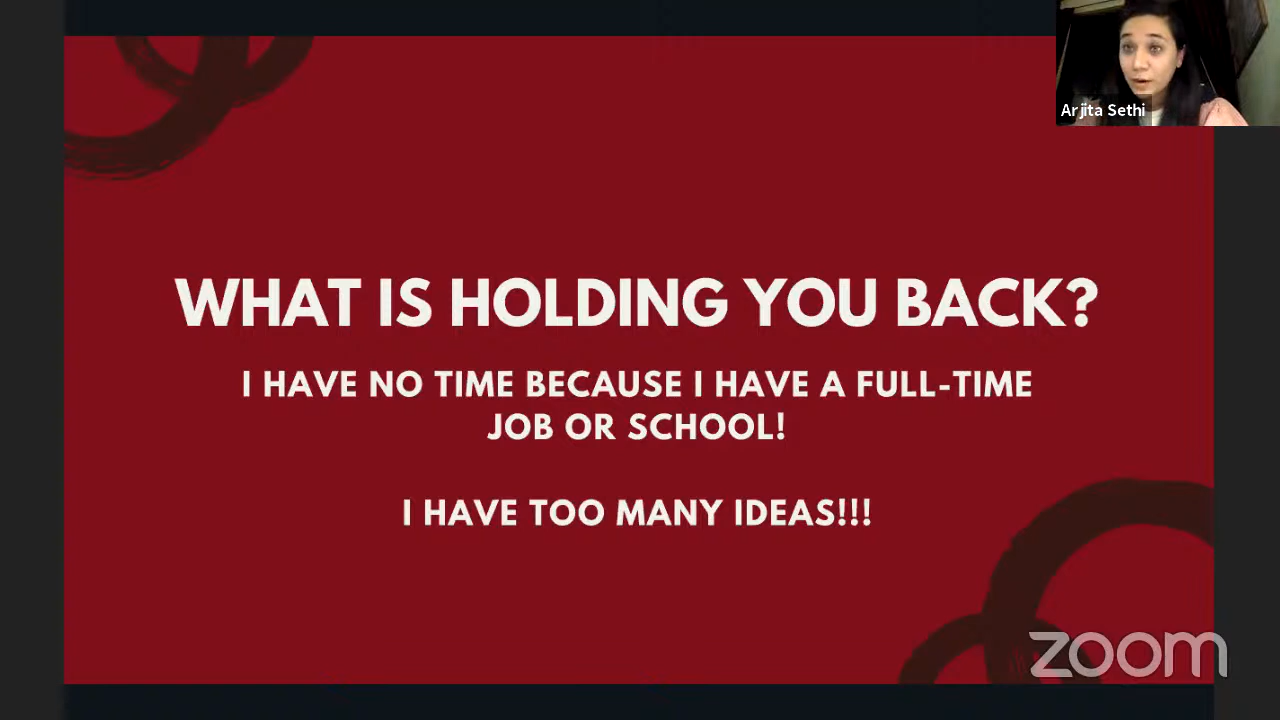 Arjita Sethi
WHAT IS HOLDING YOU BACK?
I HAVE NO TIME BECAUSE I HAVE A FULL-TIME
JOB OR SCHOOL!
I HAVE TOO MANY IDEAS!!!
zoom